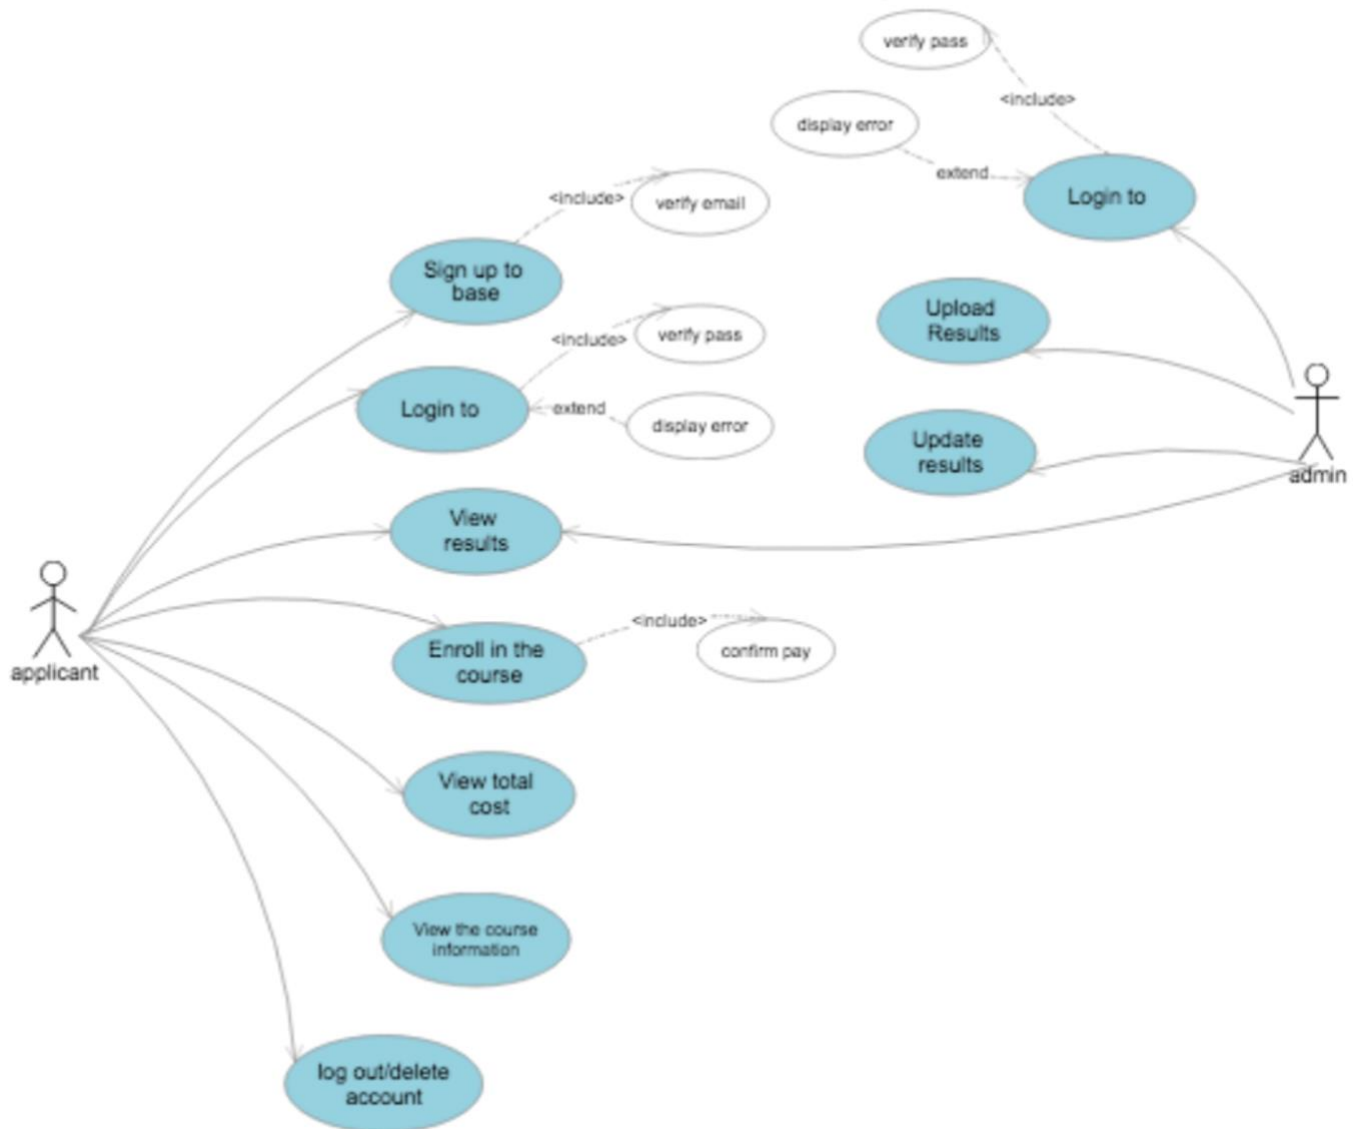 verify pass
<include>
display error
extend
Login to
<include>
verify email
Sign up to
base
Upload
Results
<include>
verify pass
Login to
extend
display error
Update
results
admin
View
results
applicant
<include>
Enroll in the
course
confirm pay
View total
cost
View the course
information
log out/delete
account